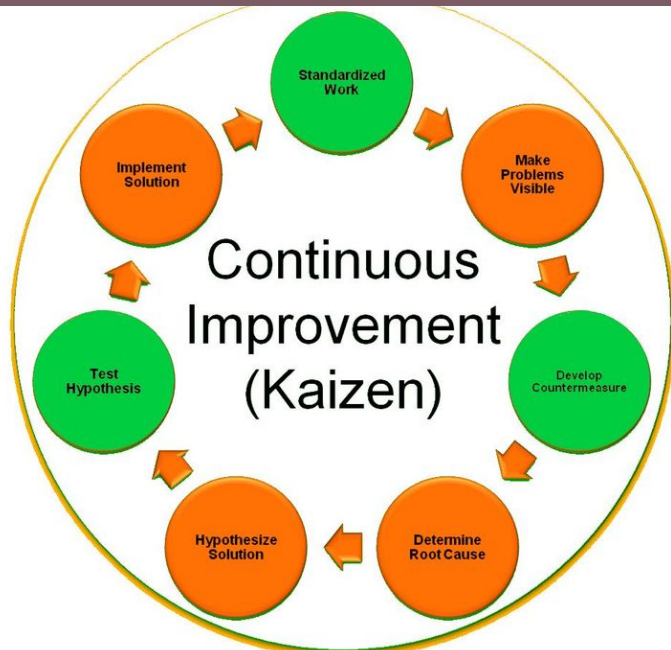 Standardized
Work
Make
Problems
Visible
Develop
Countermeasure
Determine
Root Cause
Hypothesize
Solution
Test
Hypothesis
Implement
Solution
Continuous
Improvement
(Kaizen)